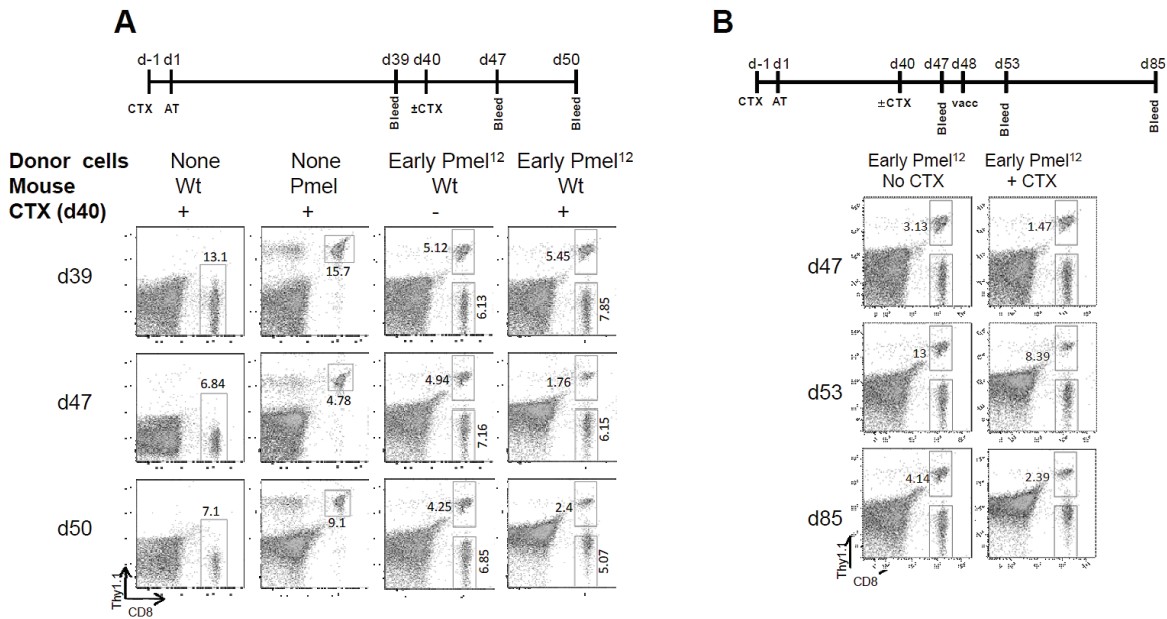 A
d-1 d1 d39 d40 d47 d50
CTX AT Bleed ±CTX Bleed Bleed
Donor cells None None Early Pmel¹² Early Pmel¹²
Mouse Wt Pmel Wt Wt
CTX (d40) + + - +
d39 13.1 15.7 5.12 6.13 5.45 7.85
d47 6.84 4.78 4.94 7.16 1.76 6.15
d50 7.1 9.1 4.25 6.85 2.4 5.07
Thy1.1
CD8
B
d-1 d1 d40 d47 d48 d53 d85
CTX AT ±CTX Bleed vacc Bleed Bleed
Early Pmel¹² Early Pmel¹²
No CTX + CTX
d47 3.13 1.47
d53 13 8.39
d85 4.14 2.39
Thy1.1
CD8